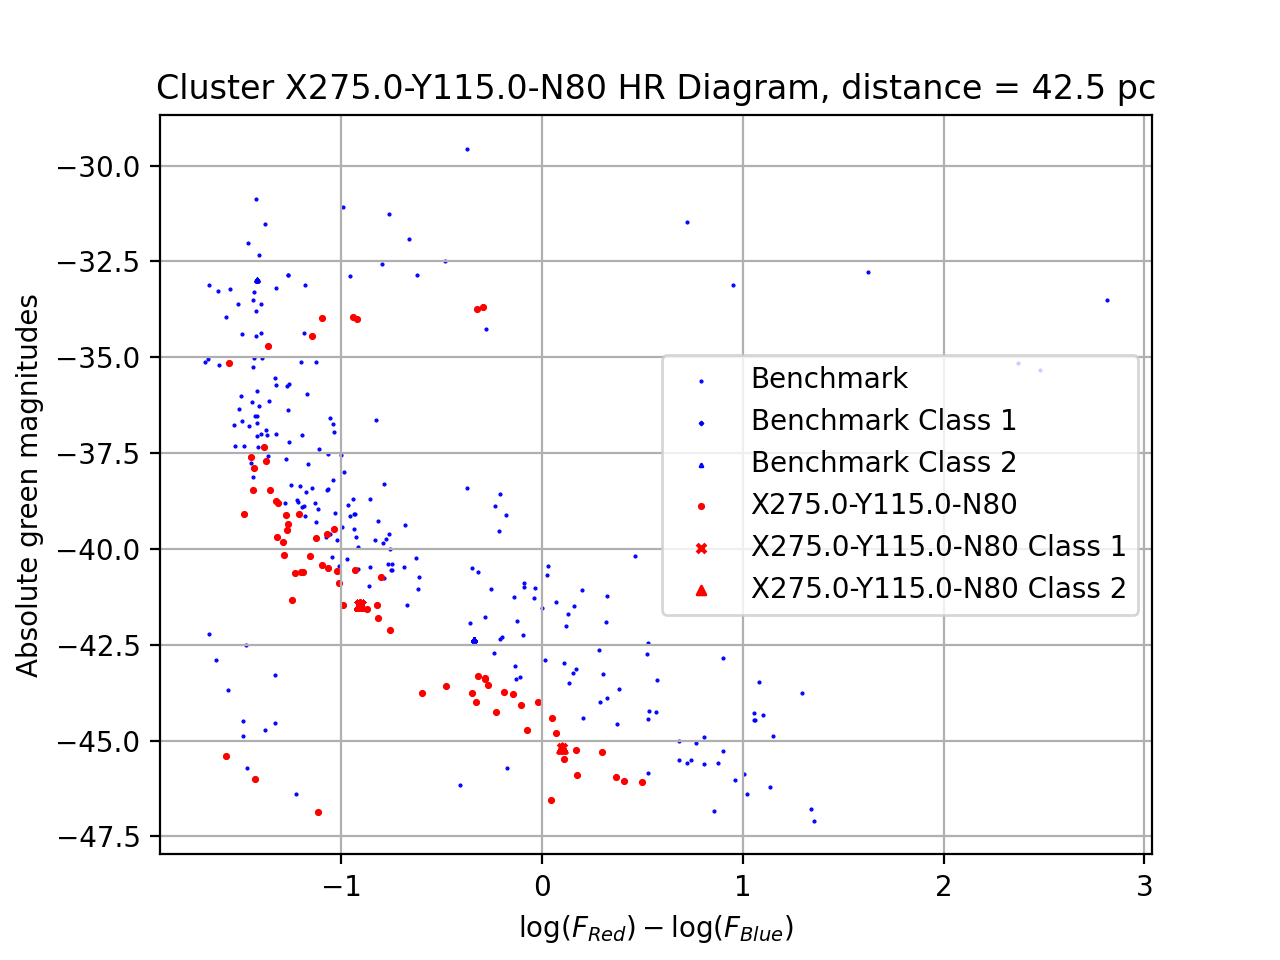 Cluster X275.0-Y115.0-N80 HR Diagram, distance = 42.5 pc
−30.0
−32.5
−35.0
−37.5
−40.0
−42.5
−45.0
−47.5
Absolute green magnitudes
Benchmark
Benchmark Class 1
Benchmark Class 2
X275.0-Y115.0-N80
X275.0-Y115.0-N80 Class 1
X275.0-Y115.0-N80 Class 2
−1 0 1 2 3
log(F_Red) − log(F_Blue)